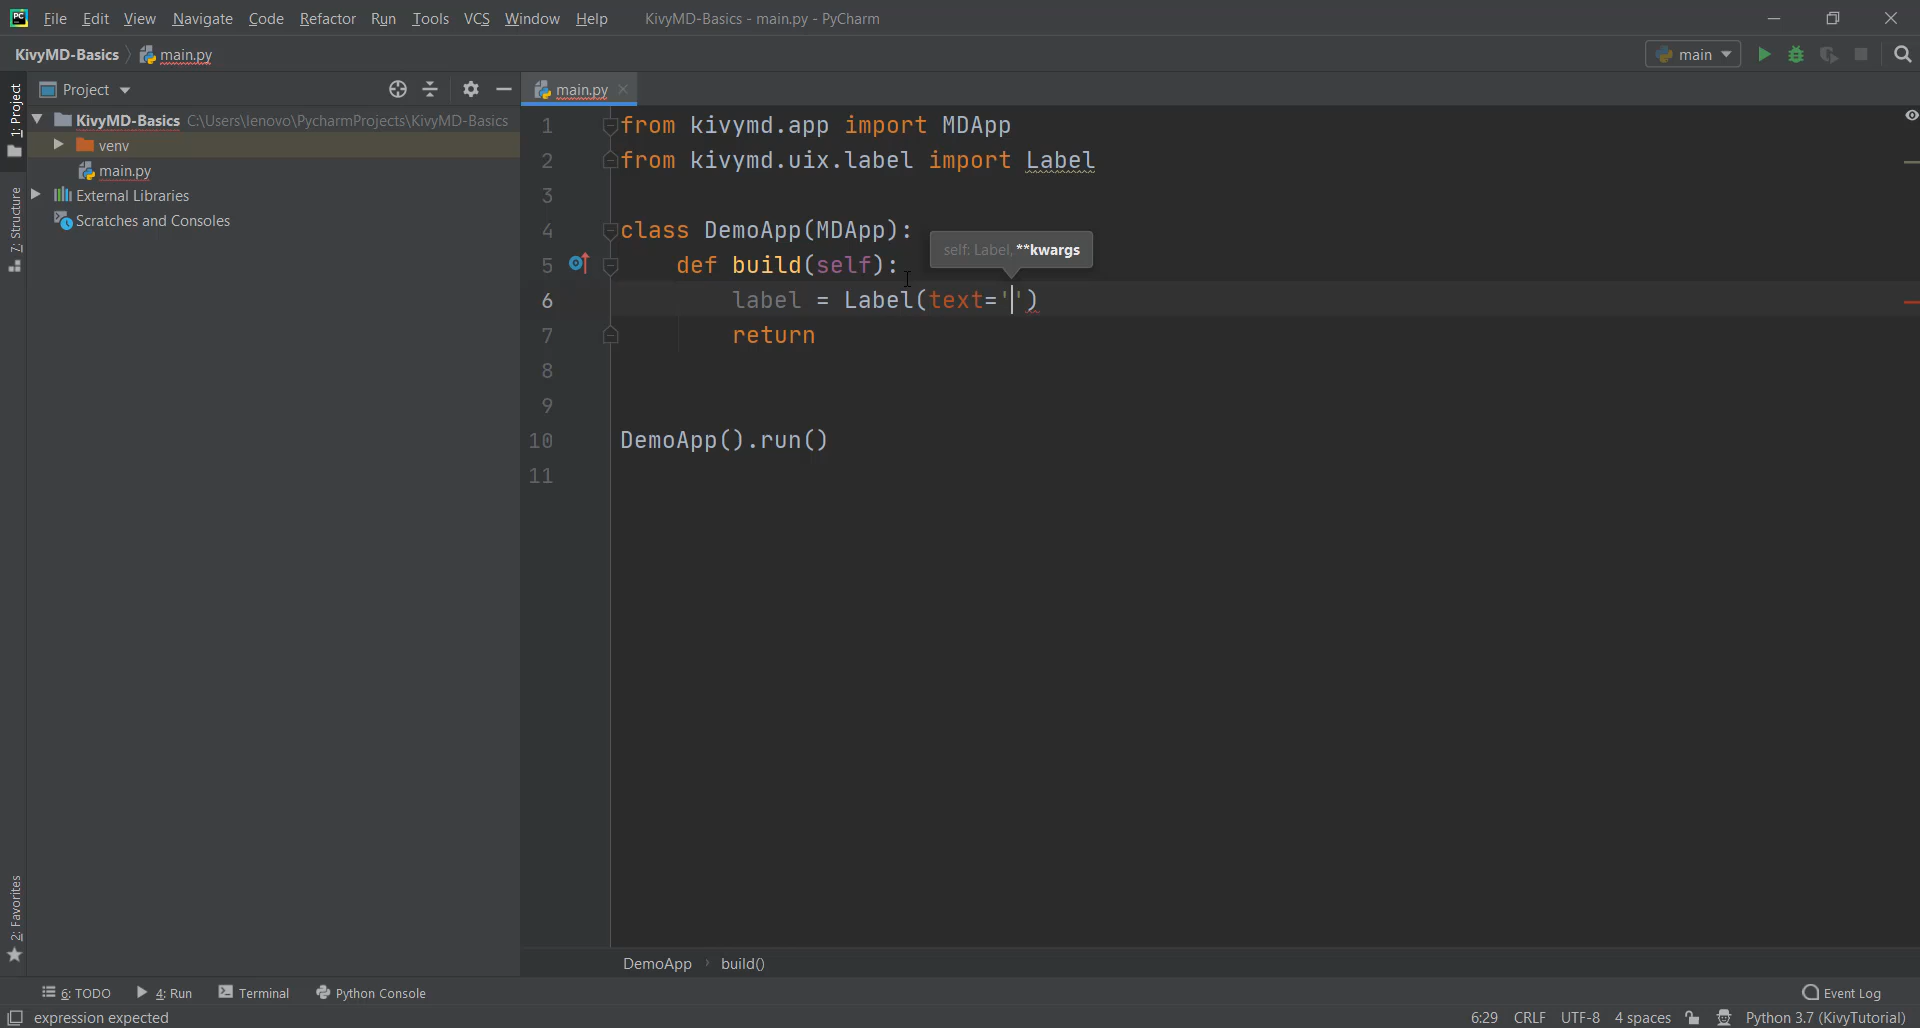 PC File Edit View Navigate Code Refactor Run Tools VCS Window Help KivyMD-Basics - main.py - PyCharm
KivyMD-Basics main.py main
1: Project Project main.py
KivyMD-Basics C:\Users\lenovo\PycharmProjects\KivyMD-Basics
venv
main.py
External Libraries
Scratches and Consoles
7: Structure
2: Favorites
1 from kivymd.app import MDApp
2 from kivymd.uix.label import Label
3
4 class DemoApp(MDApp):
self: Label, **kwargs
5 def build(self):
6 label = Label(text='')
7 return
8
9
10 DemoApp().run()
11
DemoApp › build()
6: TODO 4: Run Terminal Python Console Event Log
expression expected 6:29 CRLF UTF-8 4 spaces Python 3.7 (KivyTutorial)